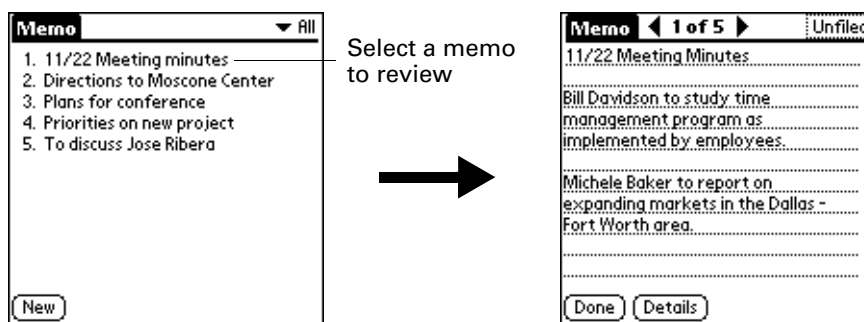 Memo
All
1. 11/22 Meeting minutes
2. Directions to Moscone Center
3. Plans for conference
4. Priorities on new project
5. To discuss Jose Ribera
New
Select a memo
to review
Memo 1 of 5 Unfiled
11/22 Meeting Minutes
Bill Davidson to study time
management program as
implemented by employees.
Michele Baker to report on
expanding markets in the Dallas -
Fort Worth area.
Done Details